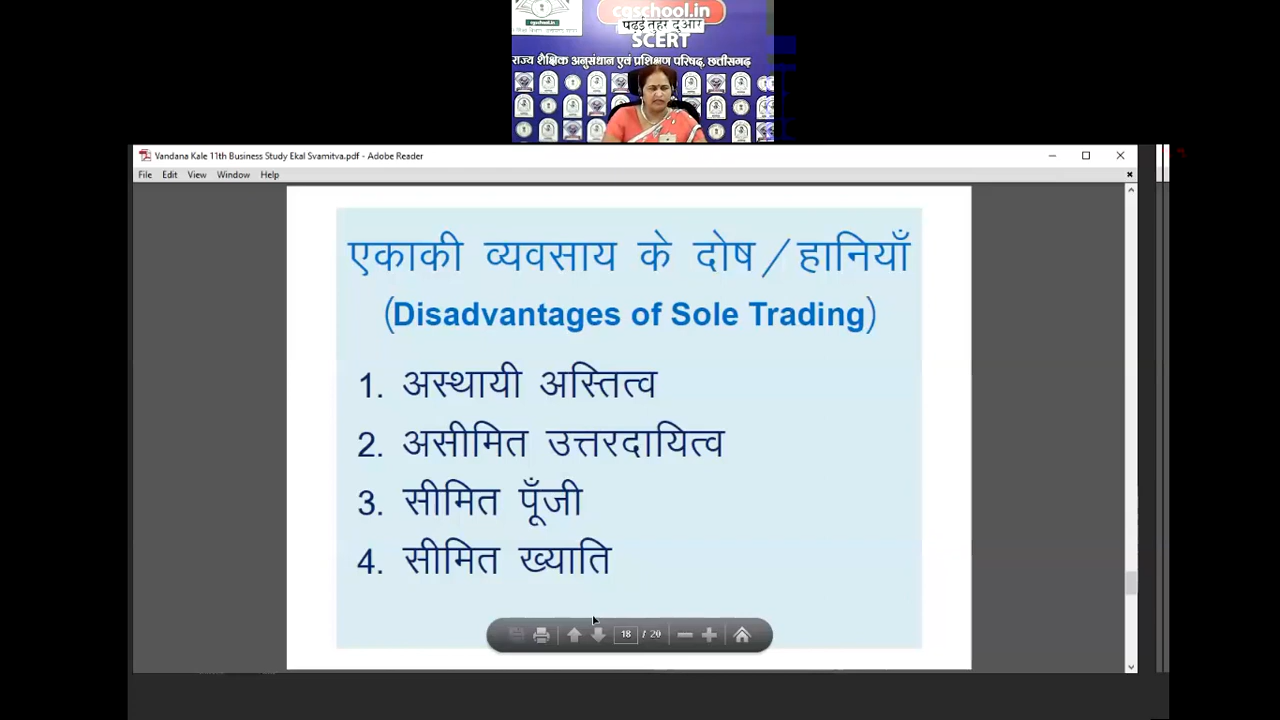 cgschool.in
पढ़ई तुंहर दुआर
SCERT
राज्य शैक्षिक अनुसंधान एवं प्रशिक्षण परिषद, छत्तीसगढ़
Vandana Kale 11th Business Study Ekal Svamitva.pdf - Adobe Reader
File Edit View Window Help
एकाकी व्यवसाय के दोष/हानियाँ
(Disadvantages of Sole Trading)
1. अस्थायी अस्तित्व
2. असीमित उत्तरदायित्व
3. सीमित पूँजी
4. सीमित ख्याति
18 / 20